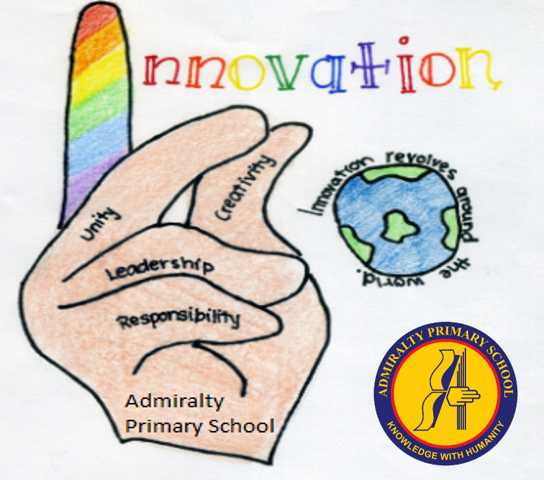 Innovation
Innovation revolves around the world.
Unity
Creativity
Leadership
Responsibility
Admiralty
Primary School
ADMIRALTY PRIMARY SCHOOL
KNOWLEDGE WITH HUMANITY